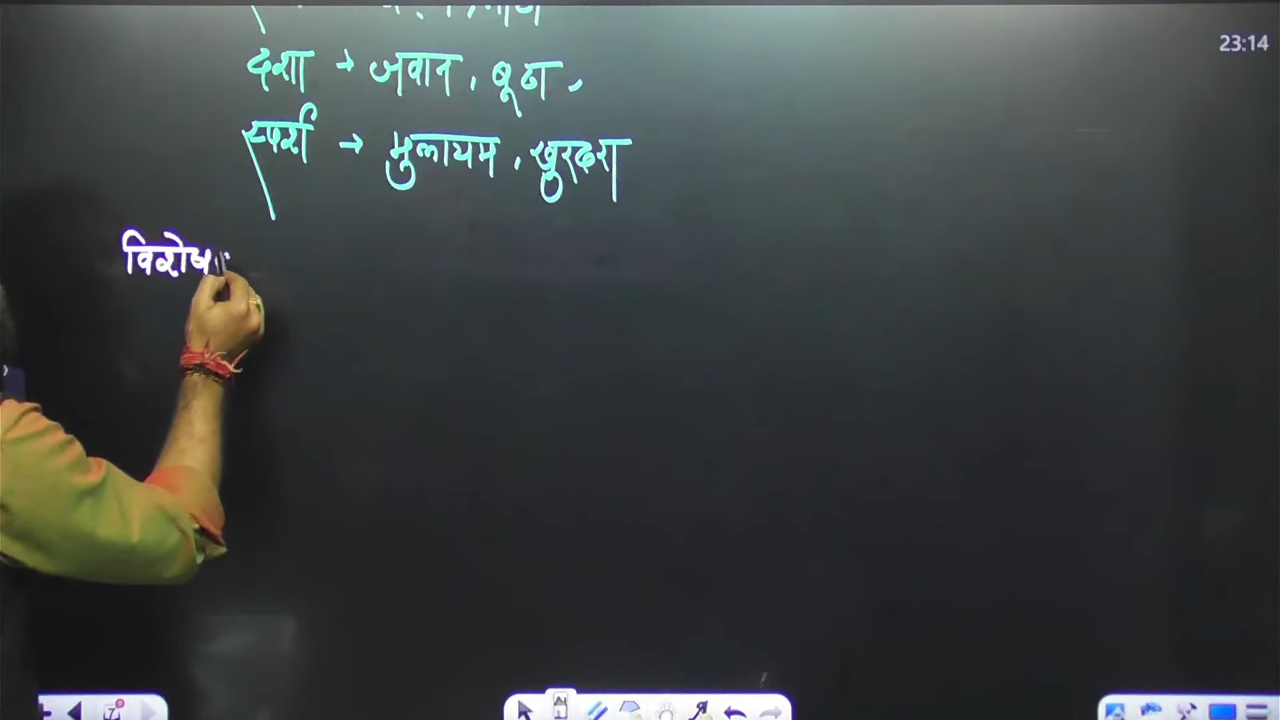 23:14
दशा → जवान, बूढा,
स्पर्श → मुलायम, खुरदरा
विशेष